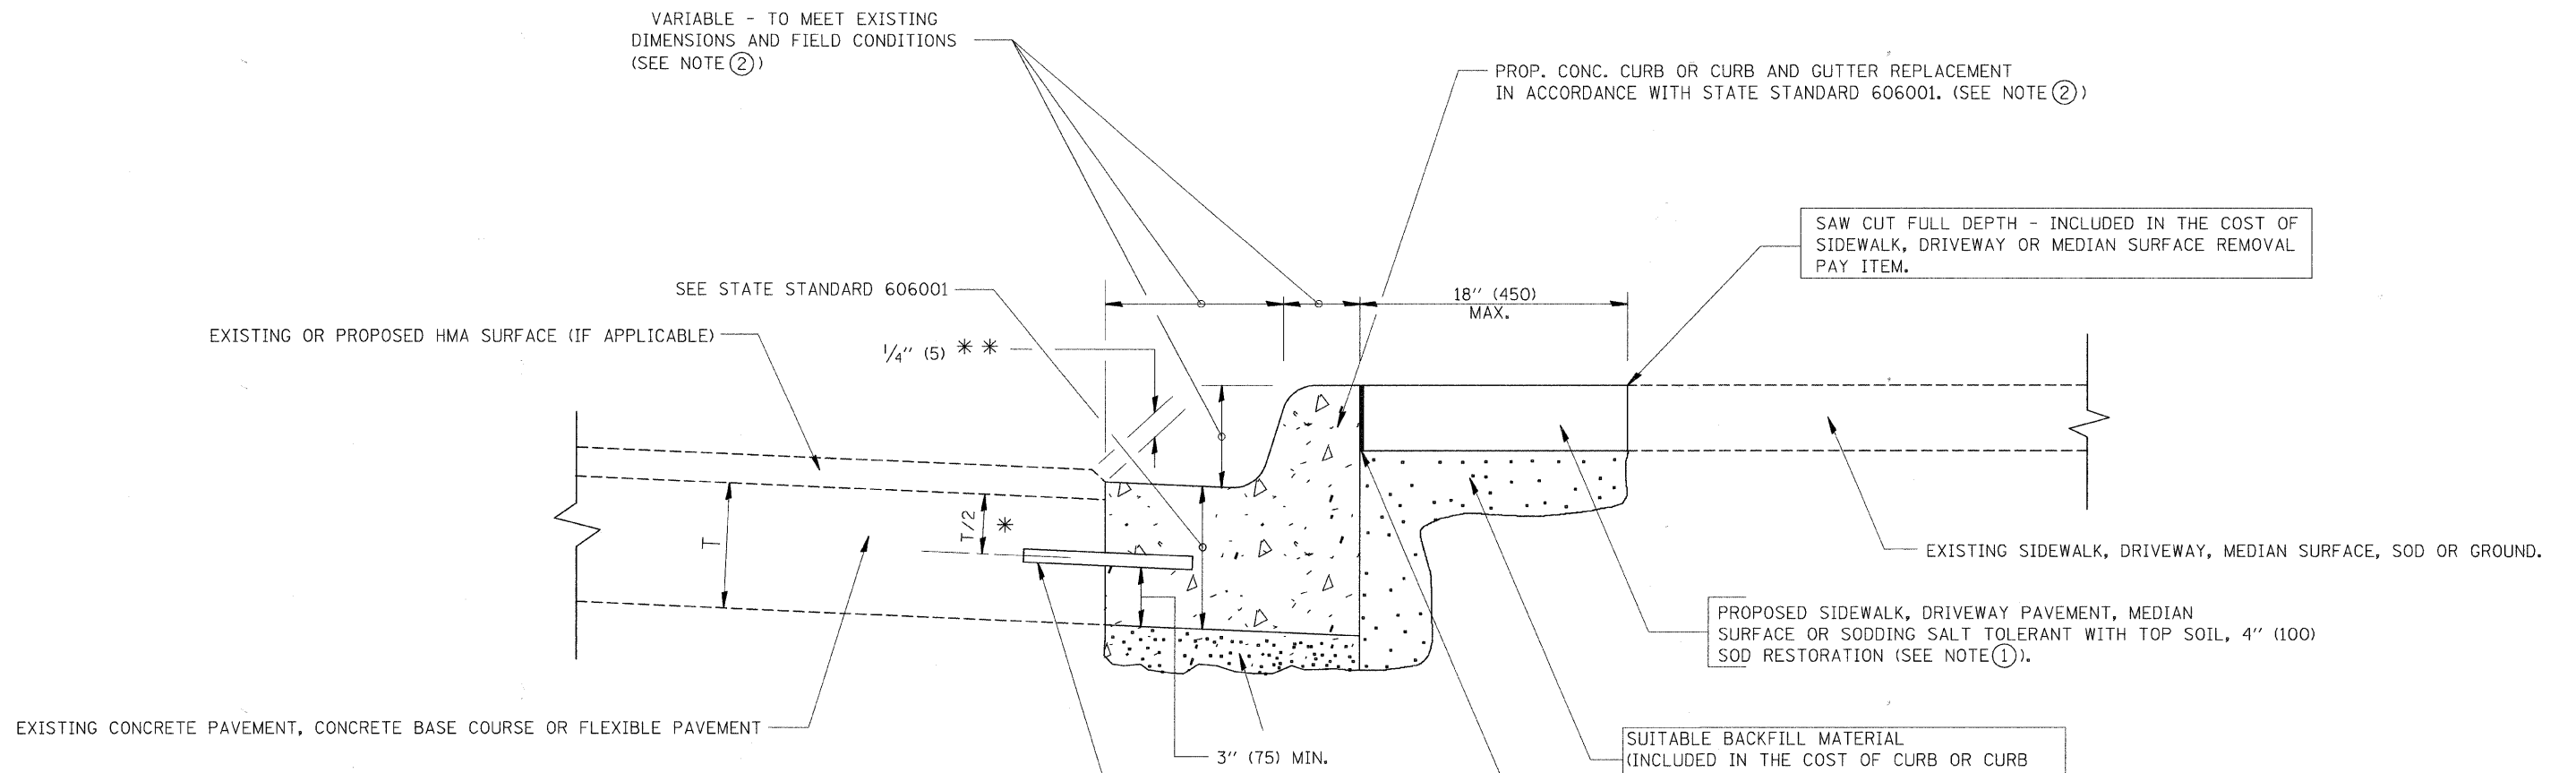 VARIABLE - TO MEET EXISTING
DIMENSIONS AND FIELD CONDITIONS
(SEE NOTE ②)
PROP. CONC. CURB OR CURB AND GUTTER REPLACEMENT
IN ACCORDANCE WITH STATE STANDARD 606001. (SEE NOTE ②)
SAW CUT FULL DEPTH - INCLUDED IN THE COST OF
SIDEWALK, DRIVEWAY OR MEDIAN SURFACE REMOVAL
PAY ITEM.
SEE STATE STANDARD 606001
18" (450)
MAX.
EXISTING OR PROPOSED HMA SURFACE (IF APPLICABLE)
1/4" (5) * *
T
T/2 *
EXISTING SIDEWALK, DRIVEWAY, MEDIAN SURFACE, SOD OR GROUND.
PROPOSED SIDEWALK, DRIVEWAY PAVEMENT, MEDIAN
SURFACE OR SODDING SALT TOLERANT WITH TOP SOIL, 4" (100)
SOD RESTORATION (SEE NOTE ①).
EXISTING CONCRETE PAVEMENT, CONCRETE BASE COURSE OR FLEXIBLE PAVEMENT
3" (75) MIN.
SUITABLE BACKFILL MATERIAL
(INCLUDED IN THE COST OF CURB OR CURB